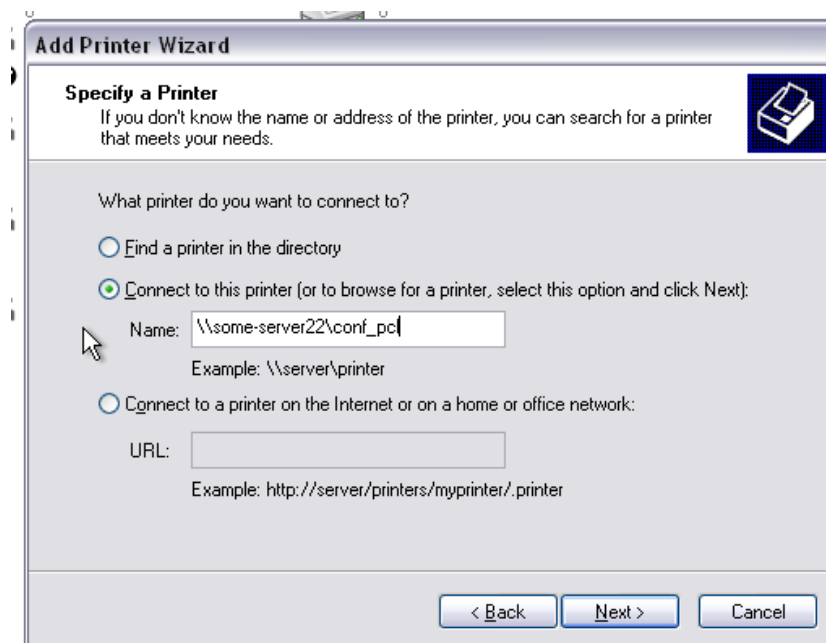 Add Printer Wizard
Specify a Printer
If you don't know the name or address of the printer, you can search for a printer
that meets your needs.
What printer do you want to connect to?
Find a printer in the directory
Connect to this printer (or to browse for a printer, select this option and click Next):
Name: \\some-server22\conf_pcl
Example: \\server\printer
Connect to a printer on the Internet or on a home or office network:
URL:
Example: http://server/printers/myprinter/.printer
< Back Next > Cancel